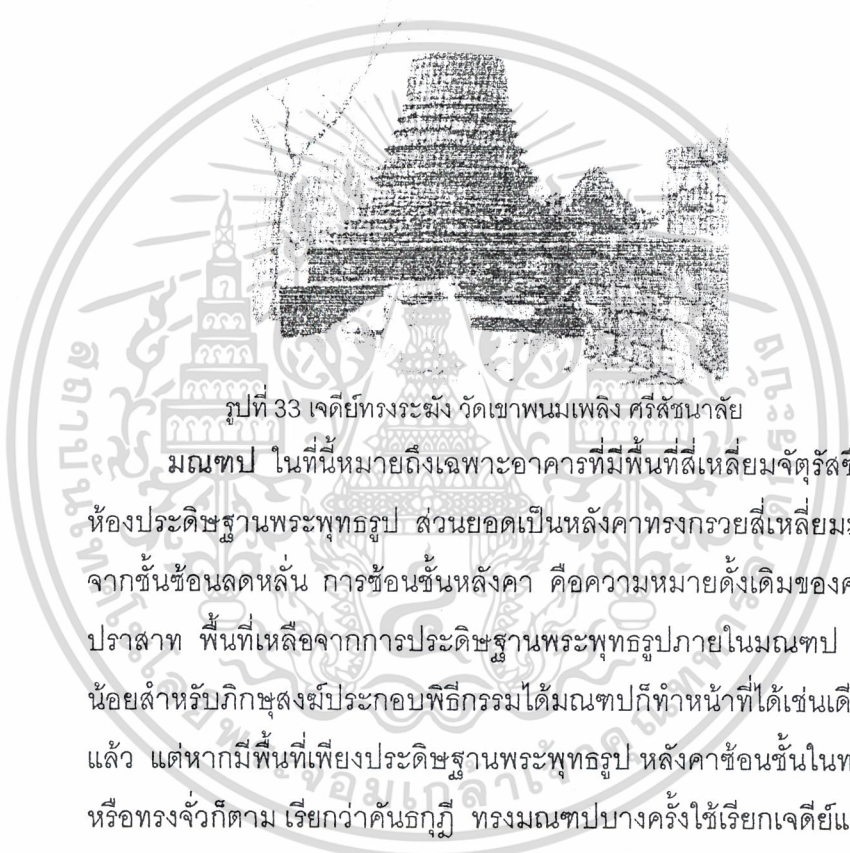 รูปที่ 33 เจดีย์ทรงระฆัง วัดเขาพนมเพลิง ศรีสัชนาลัย
มณฑป ในที่นี้หมายถึงเฉพาะอาคารที่มีพื้นที่สี่เหลี่ยมจัตุรัสซึ
ห้องประดิษฐานพระพุทธรูป ส่วนยอดเป็นหลังคาทรงกรวยสี่เหลี่ยม
จากชั้นซ้อนลดหลั่น การซ้อนชั้นหลังคา คือความหมายดั้งเดิมของค
ปราสาท พื้นที่เหลือจากการประดิษฐานพระพุทธรูปภายในมณฑป
น้อยสำหรับภิกษุสงฆ์ประกอบพิธีกรรมได้มณฑปก็ทำหน้าที่ได้เช่นเดี
แล้ว แต่หากมีพื้นที่เพียงประดิษฐานพระพุทธรูป หลังคาซ้อนชั้นในท
หรือทรงจั่วก็ตาม เรียกว่าคันธกุฎี ทรงมณฑปบางครั้งใช้เรียกเจดีย์แ